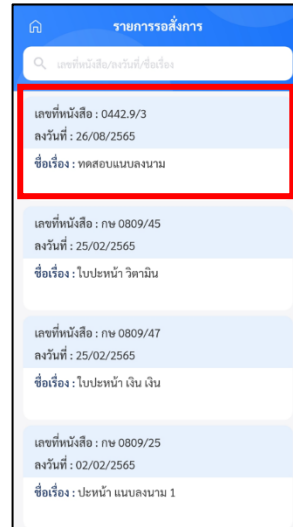 รายการรอสั่งการ
เลขที่หนังสือ/ลงวันที่/ชื่อเรื่อง
เลขที่หนังสือ : 0442.9/3
ลงวันที่ : 26/08/2565
ชื่อเรื่อง : ทดสอบแนบลงนาม
เลขที่หนังสือ : กษ 0809/45
ลงวันที่ : 25/02/2565
ชื่อเรื่อง : ใบปะหน้า วิตามิน
เลขที่หนังสือ : กษ 0809/47
ลงวันที่ : 25/02/2565
ชื่อเรื่อง : ใบปะหน้า เงิน เงิน
เลขที่หนังสือ : กษ 0809/25
ลงวันที่ : 02/02/2565
ชื่อเรื่อง : ปะหน้า แนบลงนาม 1